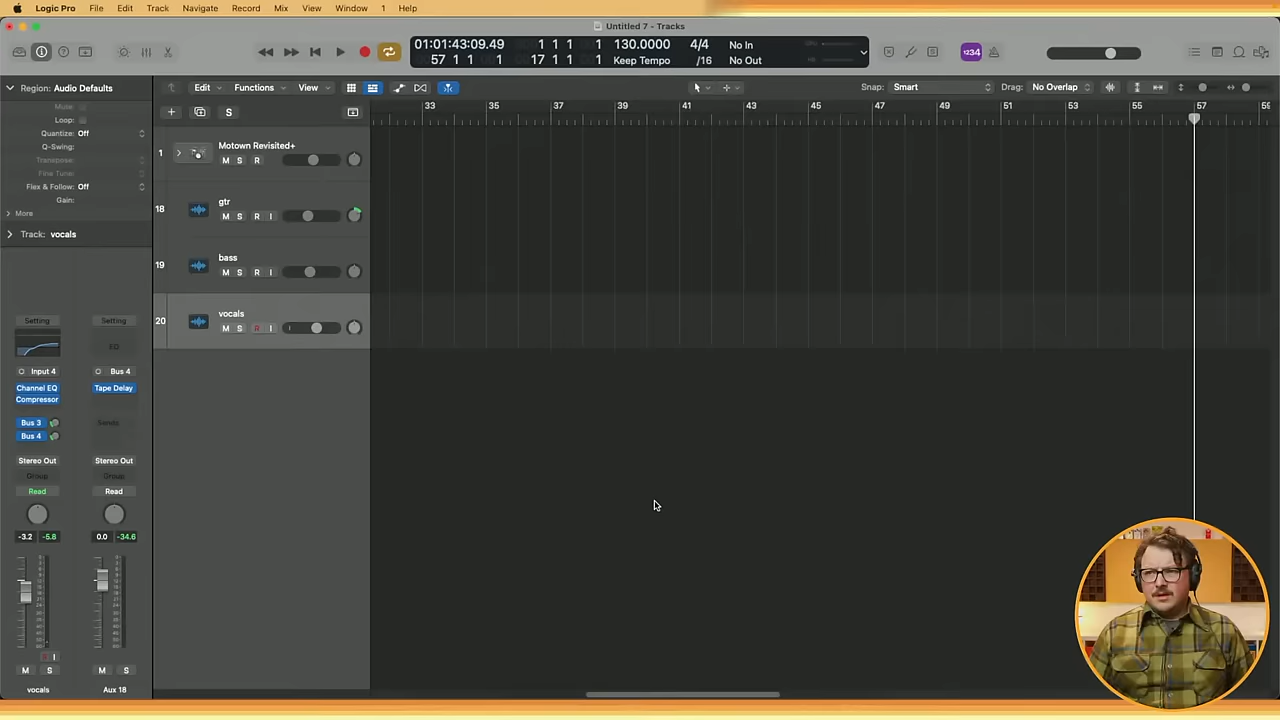 Logic Pro File Edit Track Navigate Record Mix View Window 1 Help
Untitled 7 - Tracks
01:01:43:09.49 1 1 1 1 130.0000 4/4 No In
57 1 1 1 17 1 1 1 Keep Tempo /16 No Out
1234
Region: Audio Defaults
Edit Functions View
Snap: Smart Drag: No Overlap
33 35 37 39 41 43 45 47 49 51 53 55 57
Mute:
Loop:
Quantize: Off
Q-Swing:
Transpose:
Fine Tune:
Flex & Follow: Off
Gain:
More
Track: vocals
S
1 Motown Revisited+
M S R
18 gtr
M S R I
19 bass
M S R I
20 vocals
M S R I
Setting Setting
EQ
Input 4 Bus 4
Channel EQ Tape Delay
Compressor
Bus 3 Sends
Bus 4
Stereo Out Stereo Out
Group Group
Read Read
-3.2 -5.8 0.0 -34.6
I
M S M S
vocals Aux 18